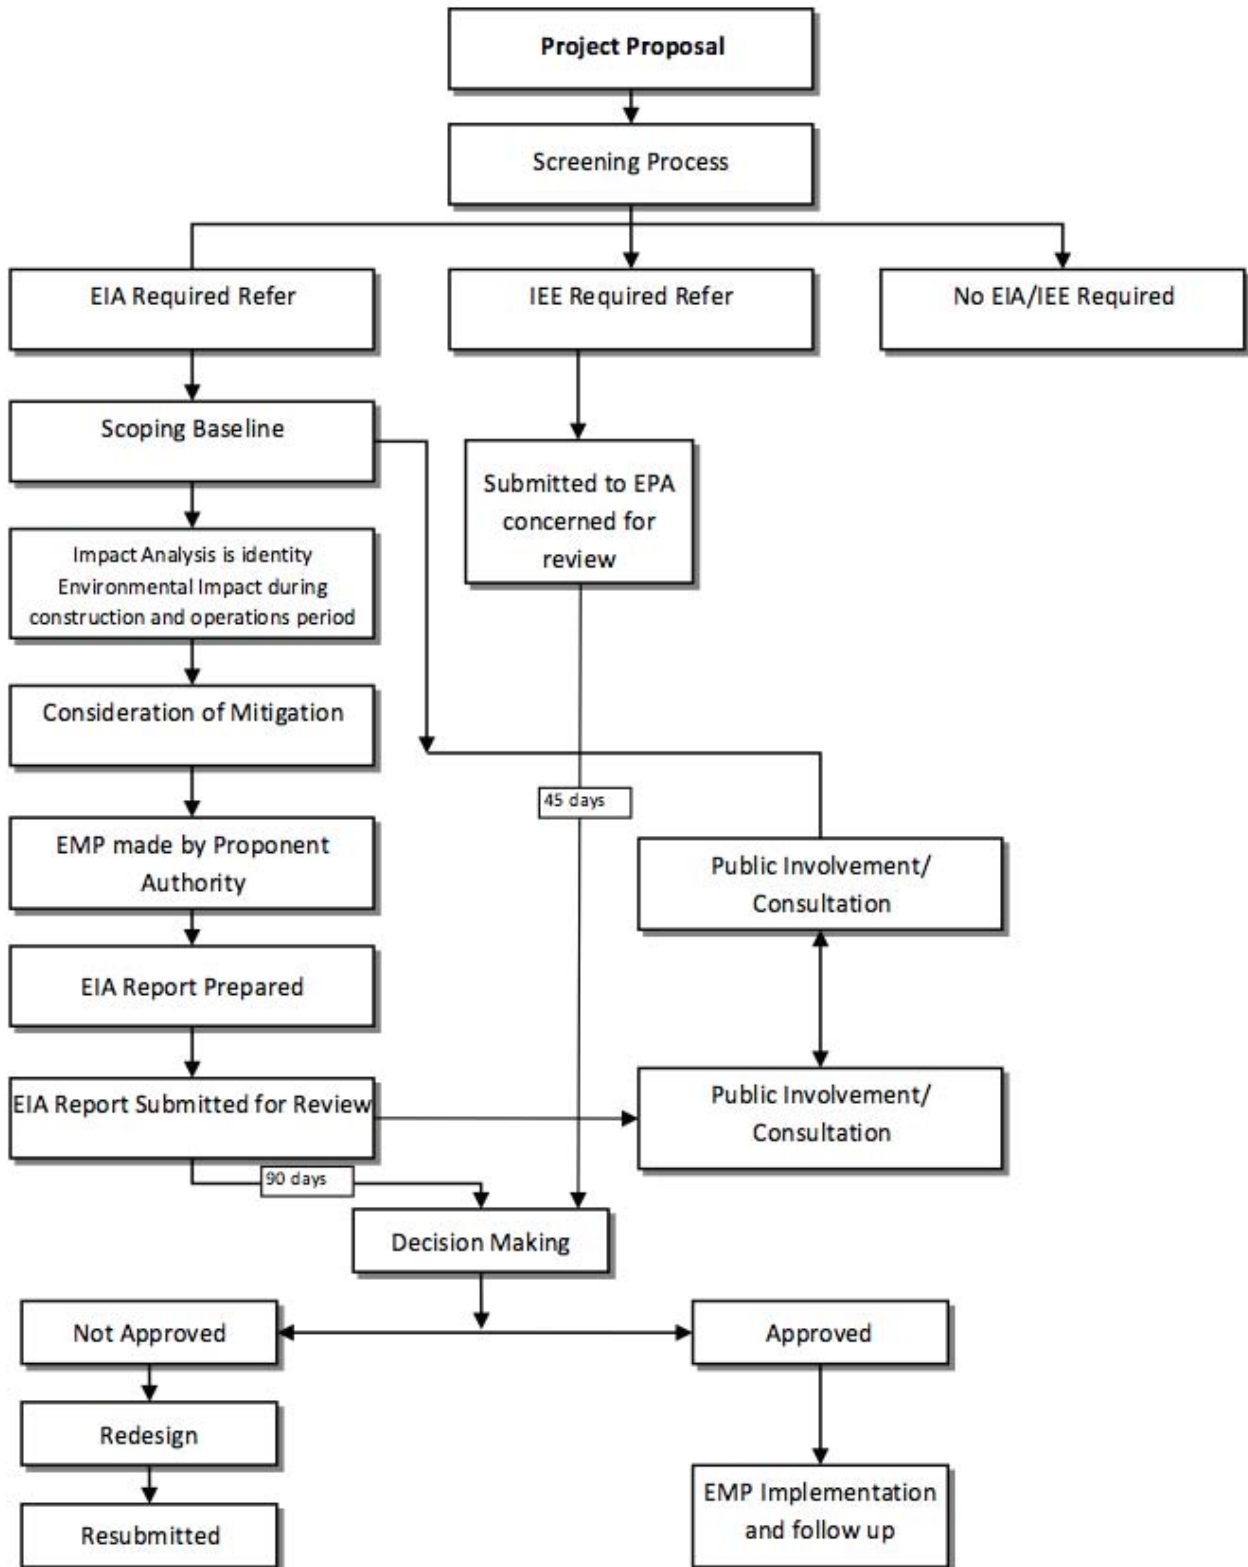 Project Proposal
Screening Process
EIA Required Refer
IEE Required Refer
No EIA/IEE Required
Scoping Baseline
Submitted to EPA
concerned for
review
Impact Analysis is identity
Environmental Impact during
construction and operations period
Consideration of Mitigation
45 days
EMP made by Proponent
Authority
Public Involvement/
Consultation
EIA Report Prepared
EIA Report Submitted for Review
Public Involvement/
Consultation
90 days
Decision Making
Not Approved
Approved
Redesign
Resubmitted
EMP Implementation
and follow up